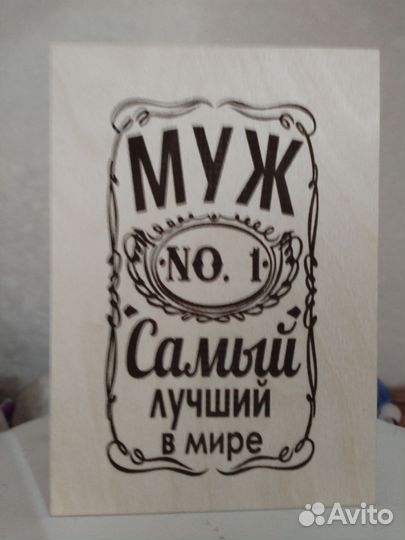 МУЖ
NO. 1
"Самый"
лучший
в мире
Avito